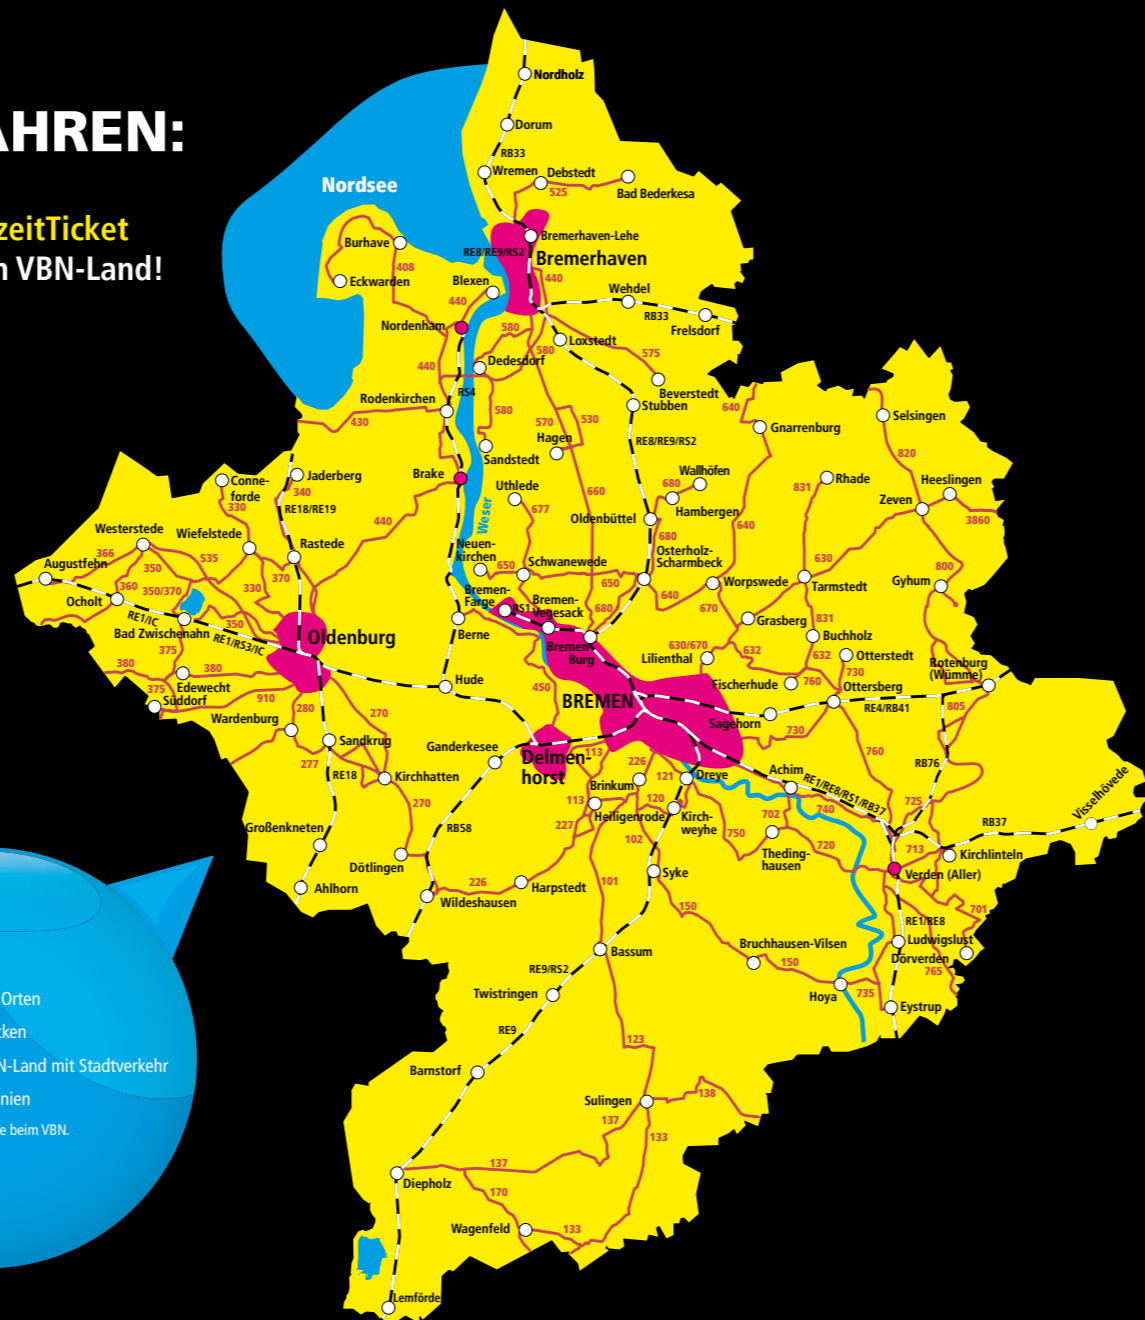 AHREN:
zeitTicket
n VBN-Land!
Nordsee
Nordholz
Dorum
RB33
Wremen
Debstedt
525
Bad Bederkesa
Burhave
408
Eckwarden
Bremerhaven-Lehe
RE8/RE9/RS2
Bremerhaven
440
Blexen
440
Wehdel
RB33
Frelsdorf
Nordenham
580
580
Loxstedt
575
440
Dedesdorf
Beverstedt
RS4
Rodenkirchen
Stubben
430
580
570
530
640
Gnarrenburg
Selsingen
Hagen
RE8/RE9/RS2
820
Sandstedt
Conne-
forde
330
Jaderberg
340
Brake
Uthlede
660
Wallhöfen
680
Hambergen
831
Rhade
Heeslingen
Zeven
3860
RE18/RE19
440
677
Weser
Oldenbüttel
680
640
Westerstede
Wiefelstede
366
350
535
Rastede
Neuen-
kirchen
650
Schwanewede
Osterholz-
Scharmbeck
630
800
Augustfehn
360
350/370
330
370
Bremen-
Farge
RS1
Bremen-
Vegesack
650
680
640
Worpswede
670
Tarmstedt
Gyhum
Ocholt
RE1/IC
Bad Zwischenahn
350
RE1/RS3/IC
Oldenburg
Berne
Bremen
Burg
Grasberg
831
Buchholz
630/670
Lilienthal
632
632
Otterstedt
730
Rotenburg
(Wümme)
375
380
380
Edewecht
375
Süddorf
910
Hude
450
BREMEN
Fischerhude
760
Ottersberg
RE4/RB41
805
Wardenburg
280
270
Sandkrug
Sagehorn
730
Ganderkesee
Delmen-
horst
113
226
760
277
RE18
Kirchhatten
Brinkum
121
Dreye
Achim
RE1/RE8/RS1/RB37
RB76
Visselhövede
270
113
Heiligenrode
120
Kirch-
weyhe
702
740
725
RB37
Großenkneten
RB58
227
102
750
Theding-
hausen
720
713
Kirchlinteln
Dötlingen
Syke
Verden (Aller)
Ahlhorn
226
Harpstedt
101
Wildeshausen
150
701
RE1/RE8
Bassum
Bruchhausen-Vilsen
150
Ludwigslust
Dörverden
765
RE9/RS2
Twistringen
Hoya
735
Eystrup
RE9
Barnstorf
123
Sulingen
138
137
133
137
Diepholz
170
Wagenfeld
133
Lemförde
Orten
cken
N-Land mit Stadtverkehr
nien
e beim VBN.